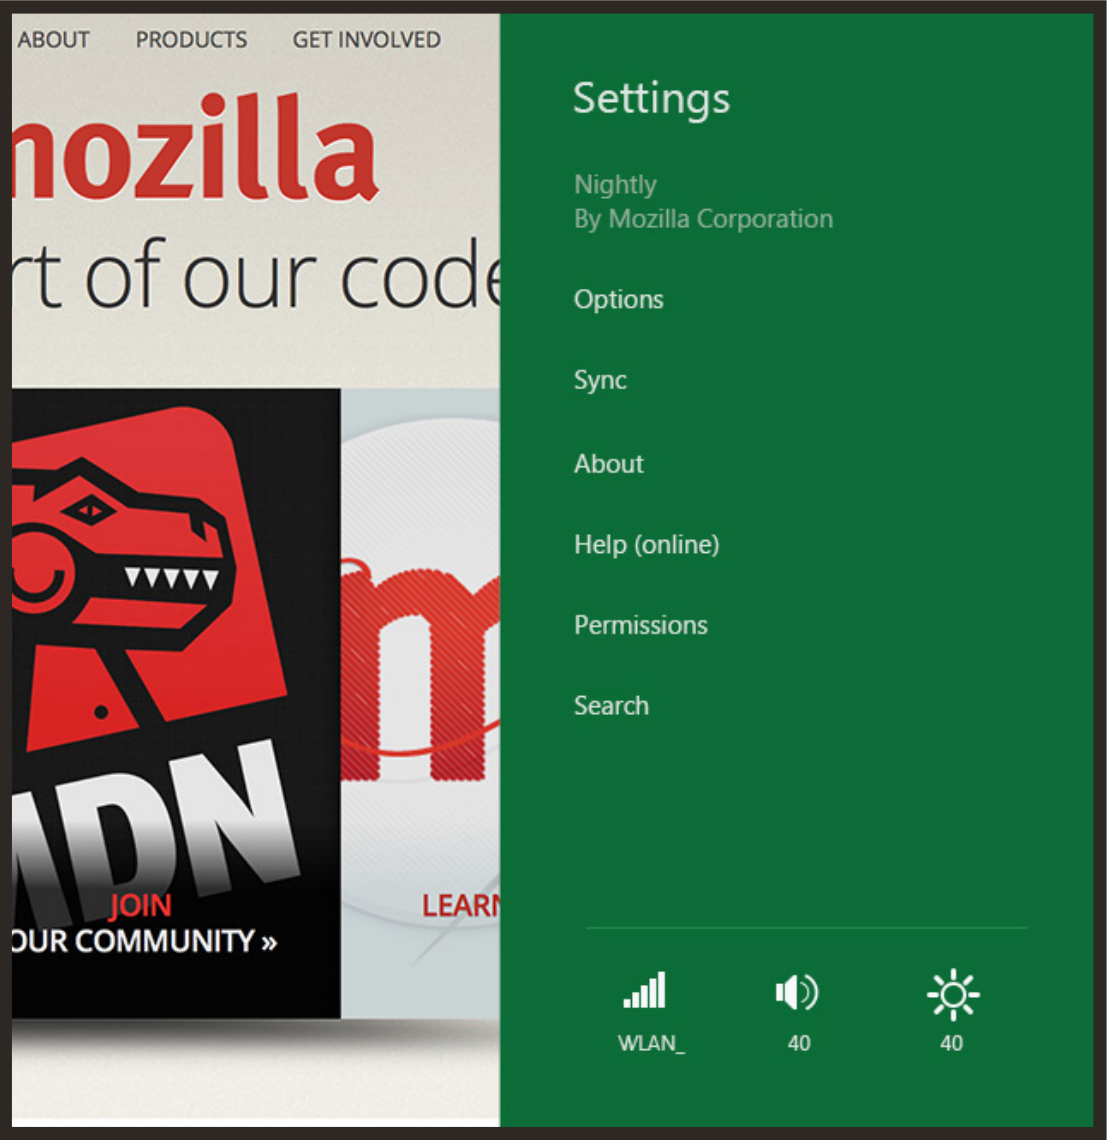 ABOUT PRODUCTS GET INVOLVED
mozilla
rt of our code
MDN
JOIN
OUR COMMUNITY »
m
LEARN
Settings
Nightly
By Mozilla Corporation
Options
Sync
About
Help (online)
Permissions
Search
WLAN_ 40 40